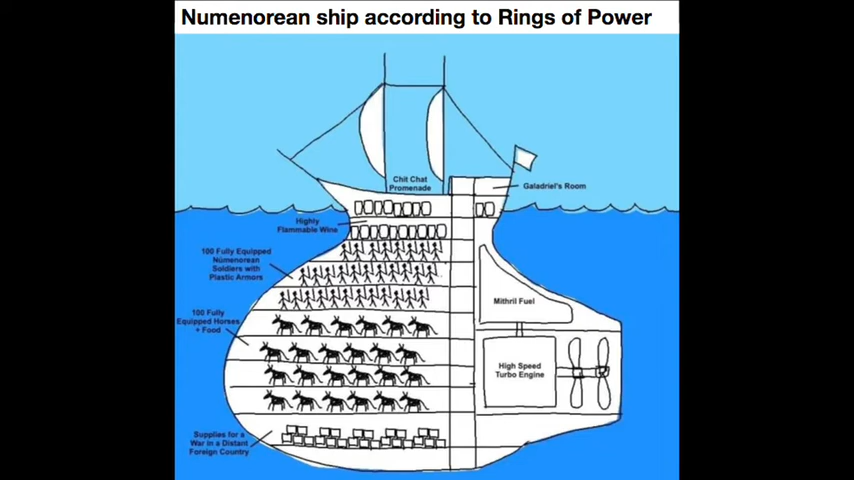 Numenorean ship according to Rings of Power
Chit Chat
Promenade
Galadriel's Room
Highly
Flammable Wine
100 Fully Equipped
Númenorean
Soldiers with
Plastic Armors
100 Fully
Equipped Horses
+ Food
Mithril Fuel
High Speed
Turbo Engine
Supplies for a
War in a Distant
Foreign Country